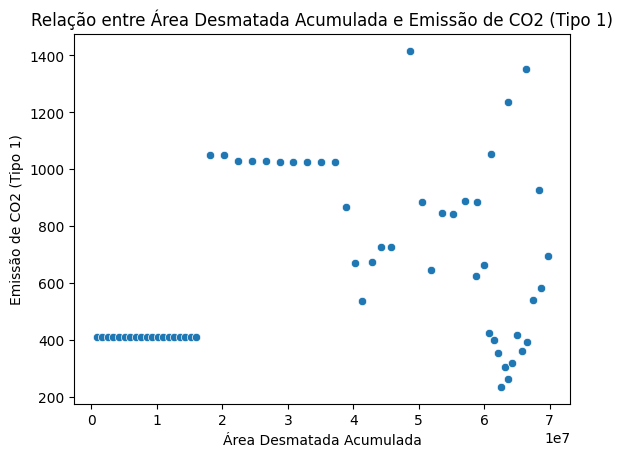 Relação entre Área Desmatada Acumulada e Emissão de CO2 (Tipo 1)
1400
1200
1000
800
600
400
200
Emissão de CO2 (Tipo 1)
0 1 2 3 4 5 6 7
1e7
Área Desmatada Acumulada